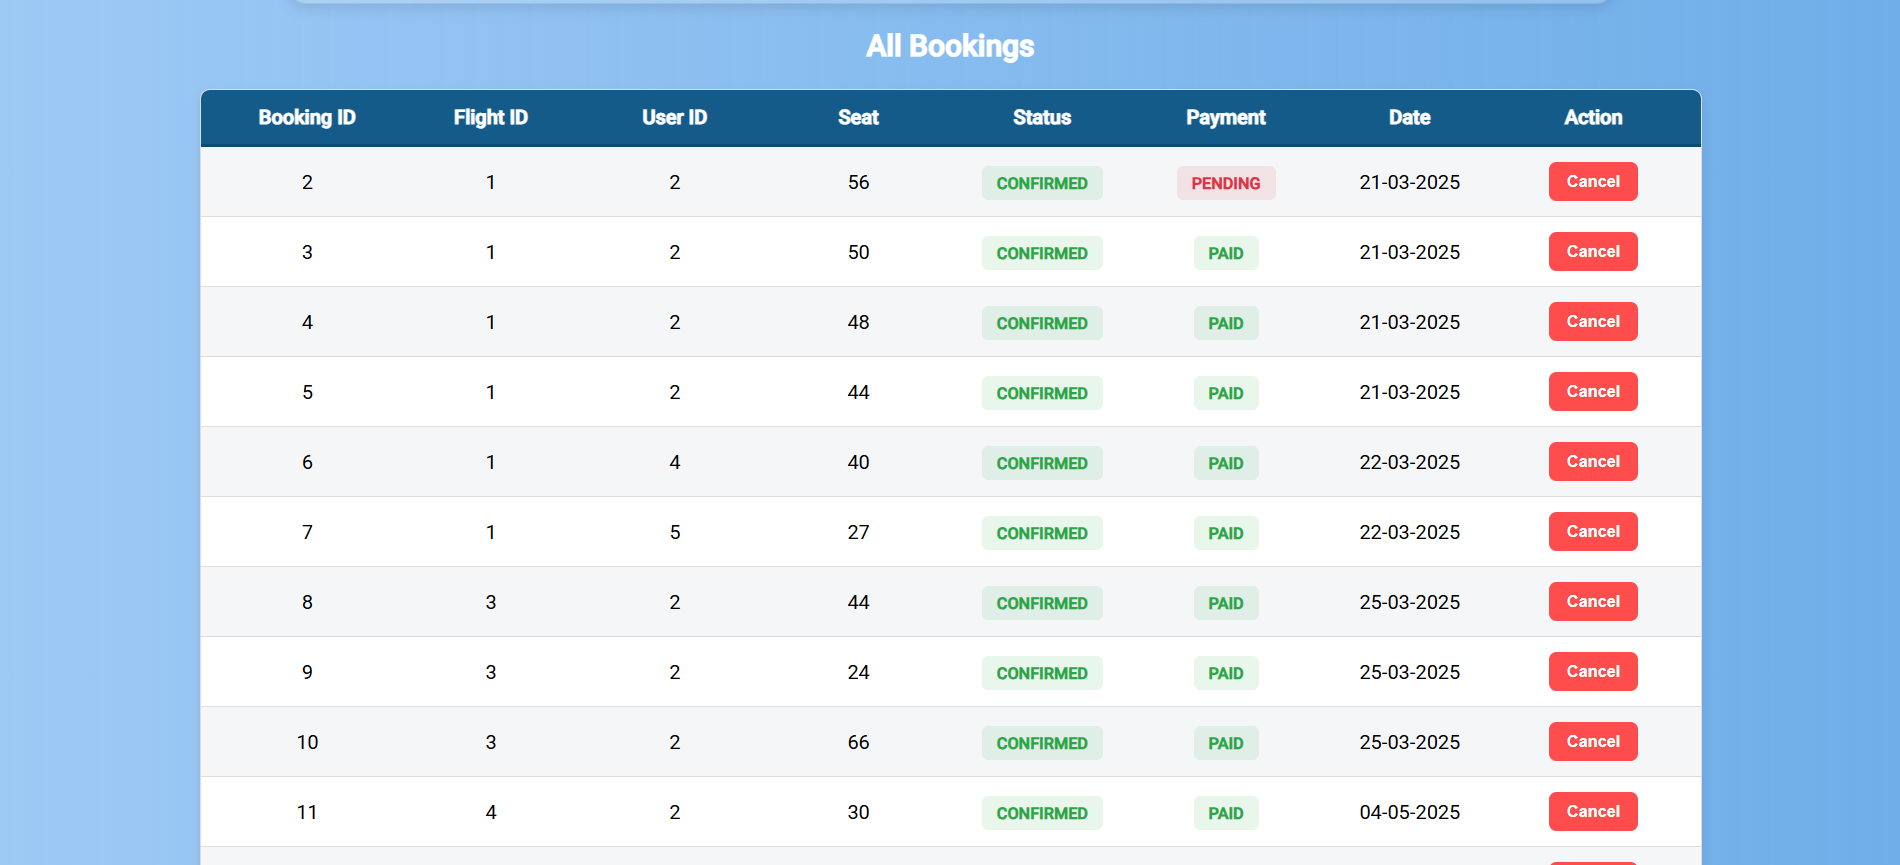 All Bookings
Booking ID Flight ID User ID Seat Status Payment Date Action
2 1 2 56 CONFIRMED PENDING 21-03-2025 Cancel
3 1 2 50 CONFIRMED PAID 21-03-2025 Cancel
4 1 2 48 CONFIRMED PAID 21-03-2025 Cancel
5 1 2 44 CONFIRMED PAID 21-03-2025 Cancel
6 1 4 40 CONFIRMED PAID 22-03-2025 Cancel
7 1 5 27 CONFIRMED PAID 22-03-2025 Cancel
8 3 2 44 CONFIRMED PAID 25-03-2025 Cancel
9 3 2 24 CONFIRMED PAID 25-03-2025 Cancel
10 3 2 66 CONFIRMED PAID 25-03-2025 Cancel
11 4 2 30 CONFIRMED PAID 04-05-2025 Cancel